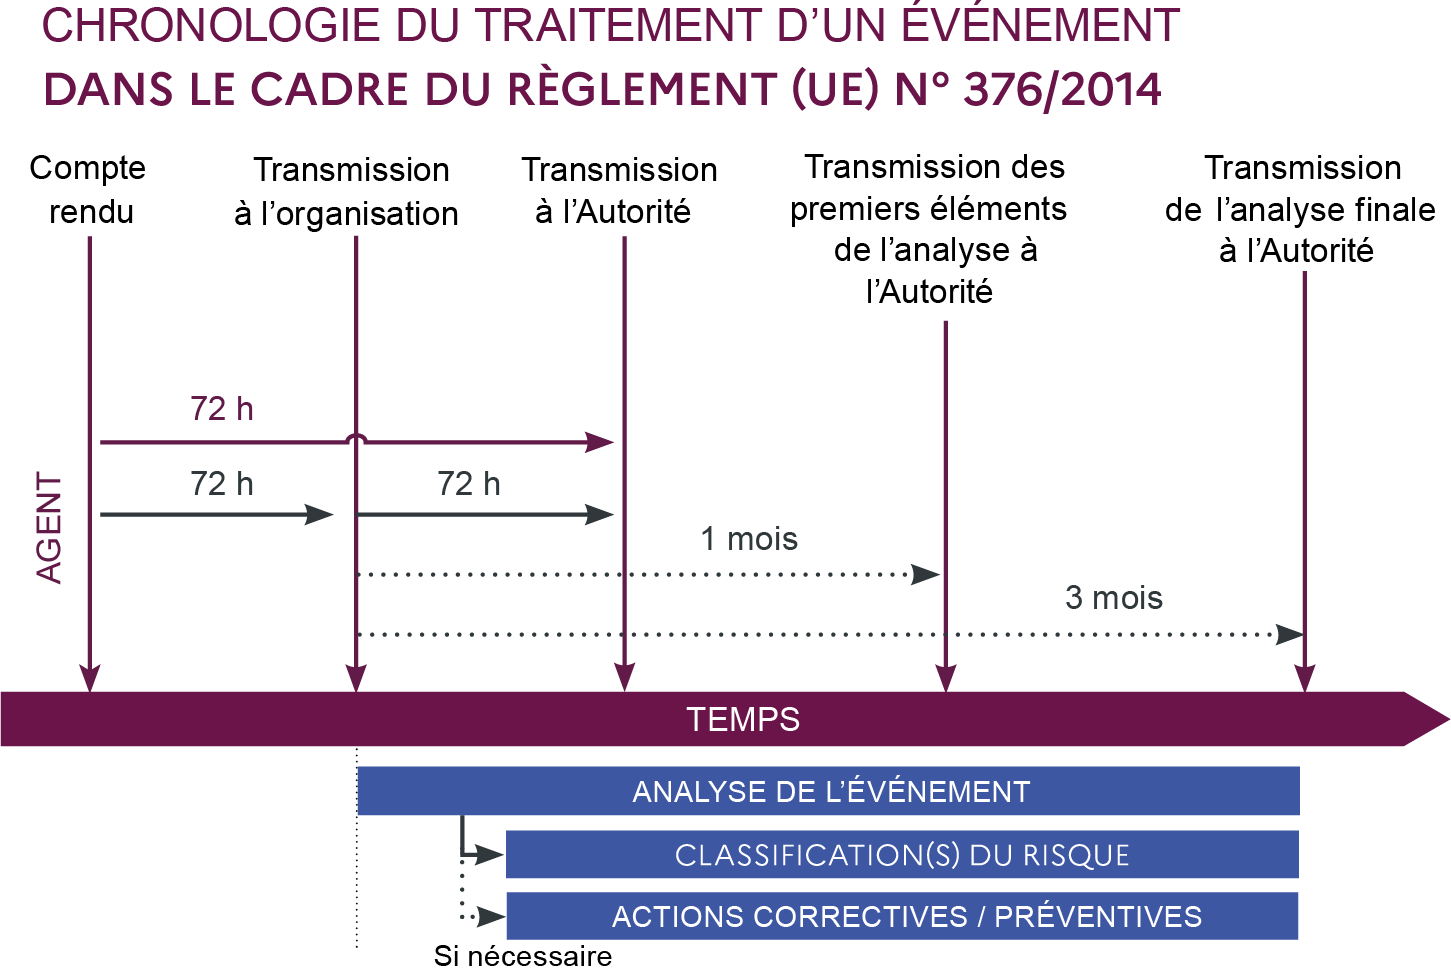 CHRONOLOGIE DU TRAITEMENT D’UN ÉVÉNEMENT
DANS LE CADRE DU RÈGLEMENT (UE) N° 376/2014
Compte
rendu
Transmission
à l’organisation
Transmission
à l’Autorité
Transmission des
premiers éléments
de l’analyse à
l’Autorité
Transmission
de l’analyse finale
à l’Autorité
72 h
72 h
72 h
AGENT
1 mois
3 mois
TEMPS
ANALYSE DE L’ÉVÉNEMENT
CLASSIFICATION(S) DU RISQUE
ACTIONS CORRECTIVES / PRÉVENTIVES
Si nécessaire